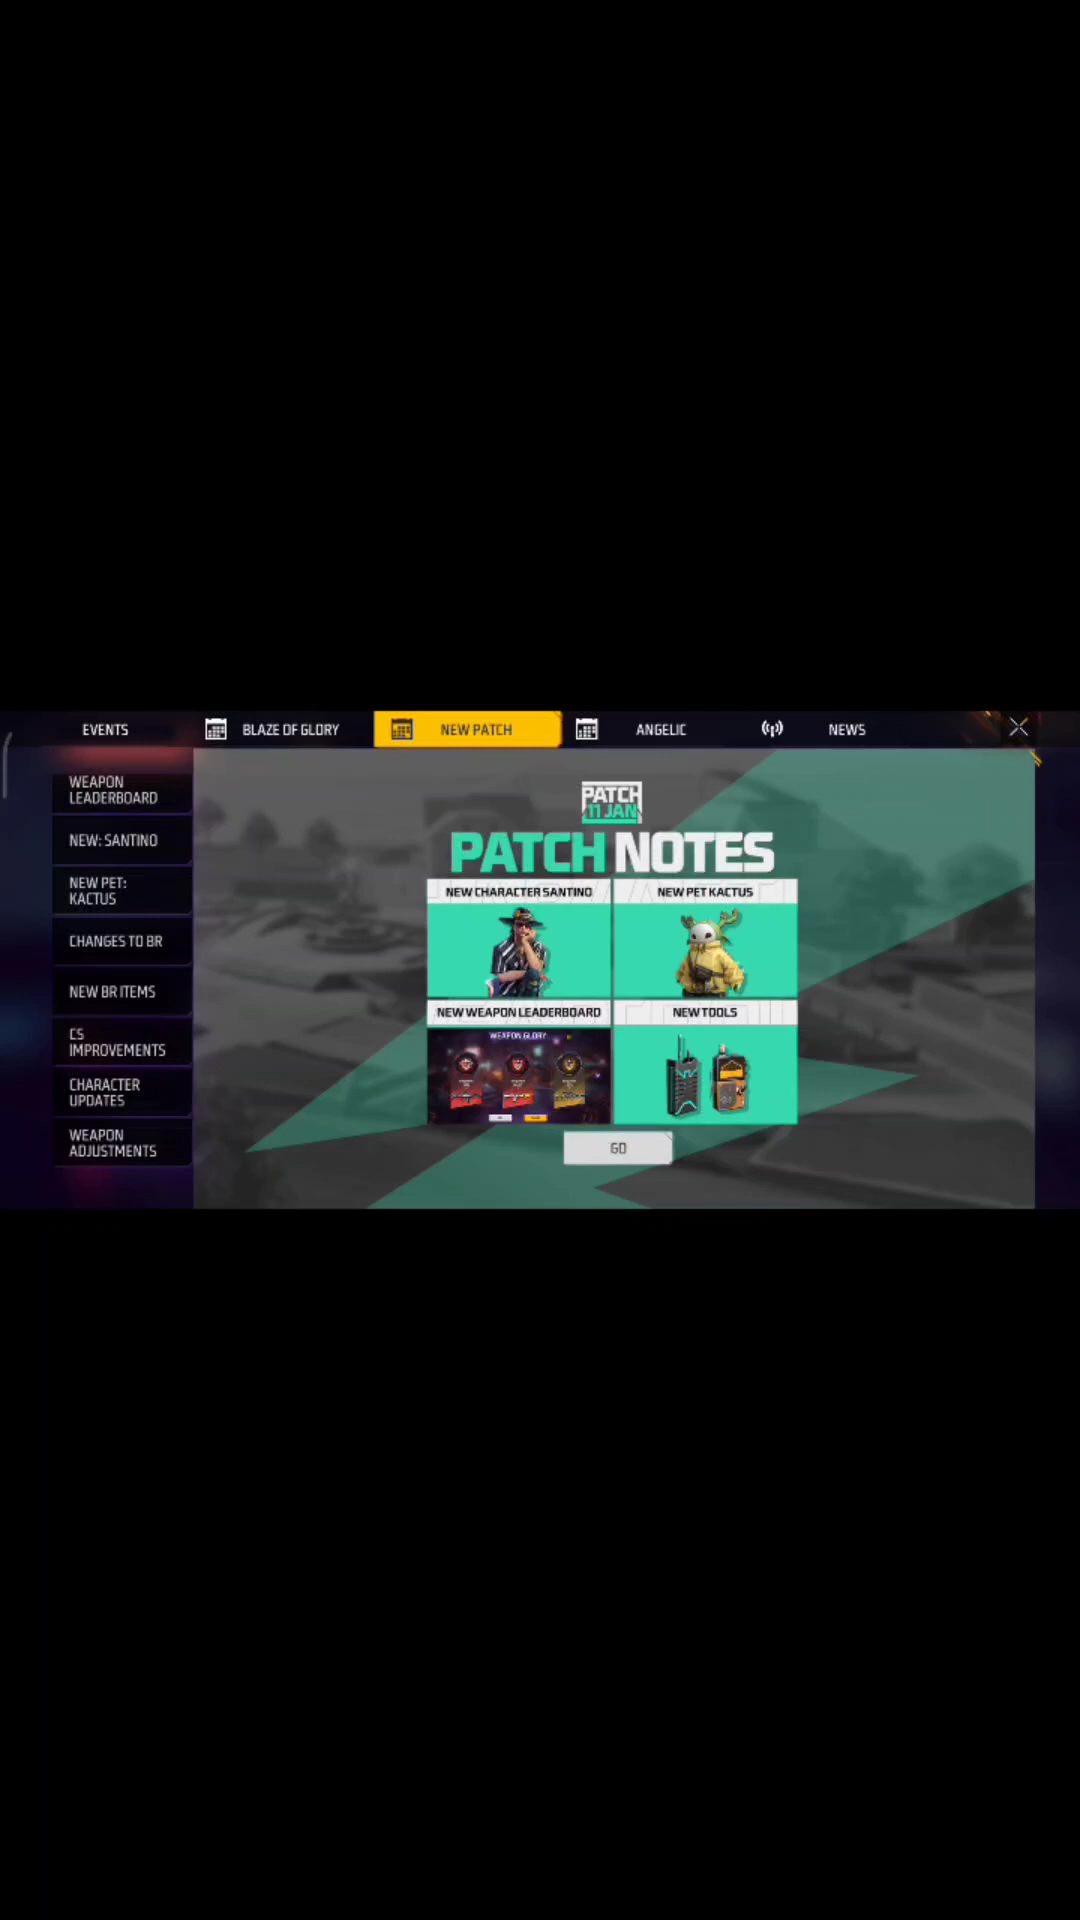 EVENTS
BLAZE OF GLORY
NEW PATCH
ANGELIC
NEWS
WEAPON
LEADERBOARD
NEW: SANTINO
NEW PET:
KACTUS
CHANGES TO BR
NEW BR ITEMS
CS
IMPROVEMENTS
CHARACTER
UPDATES
WEAPON
ADJUSTMENTS
PATCH
11 JAN
PATCH NOTES
NEW CHARACTER SANTINO
NEW PET KACTUS
NEW WEAPON LEADERBOARD
NEW TOOLS
WEAPON GLORY
GO